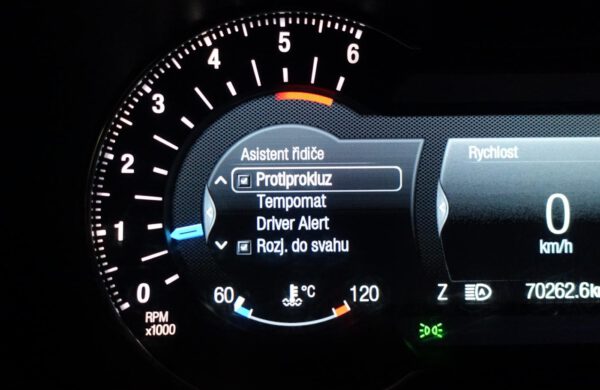 6
5
4
3
2
1
0
RPM
x1000
Asistent řidiče
Protiprokluz
Tempomat
Driver Alert
Rozj. do svahu
60 °C 120
Rychlost
0
km/h
Z
A
70262.6